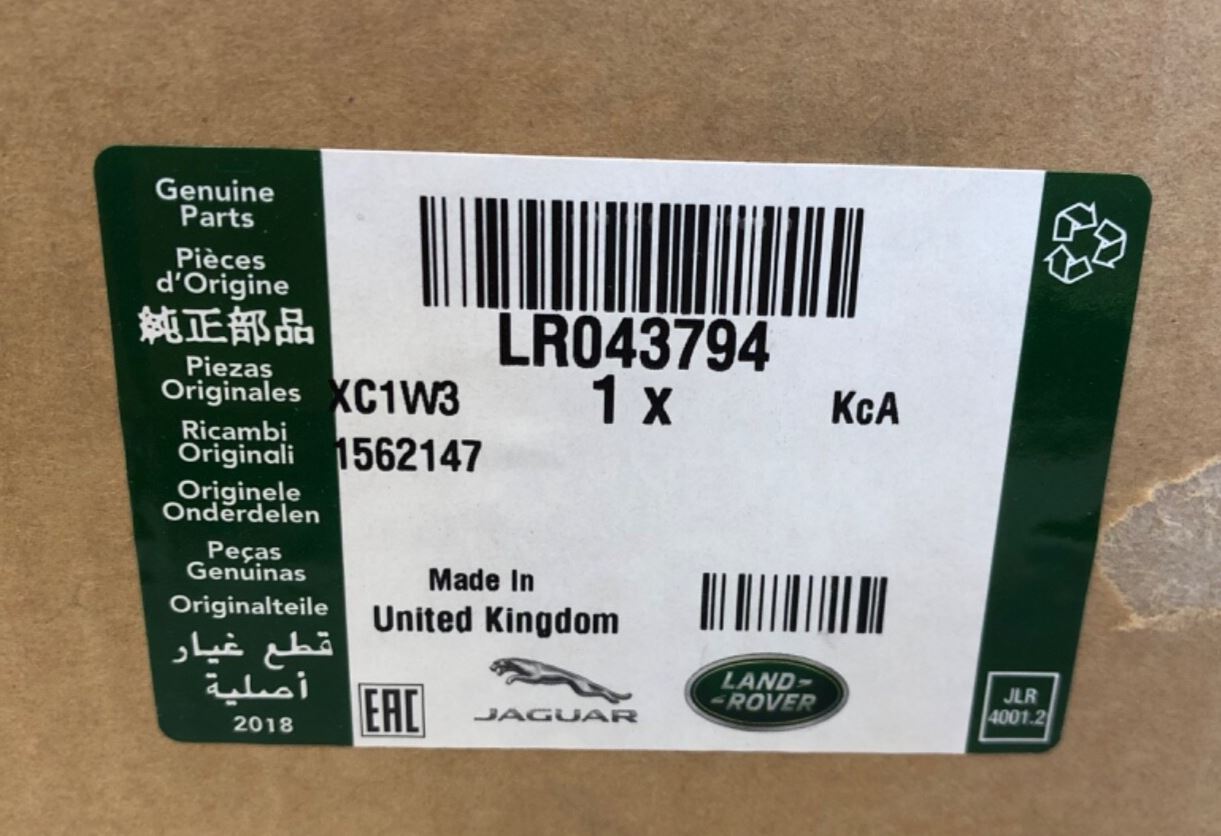 Genuine
Parts
Pièces
d'Origine
純正部品
Piezas
Originales
Ricambi
Originali
Originele
Onderdelen
Peças
Genuinas
Originalteile
قطع غيار
أصلية
2018
LR043794
XC1W3 1 x KcA
1562147
Made In
United Kingdom
EAC
JAGUAR
LAND-
-ROVER
JLR
4001.2